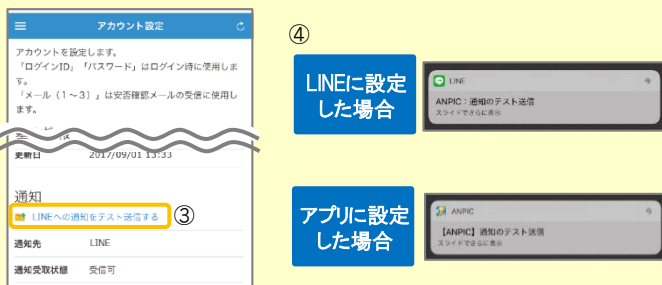 アカウント設定
アカウントを設定します。
「ログインID」「パスワード」はログイン時に使用しま
す。
「メール（1～3）」は安否確認メールの受信に使用し
ます。
更新日 2017/09/01 13:33
通知
LINEへの通知をテスト送信する ③
通知先 LINE
通知受取状態 受信可
④
LINEに設定
した場合
LINE 今
ANPIC：通知のテスト送信
スライドでさらに表示
アプリに設定
した場合
ANPIC 今
【ANPIC】通知のテスト送信
スライドでさらに表示